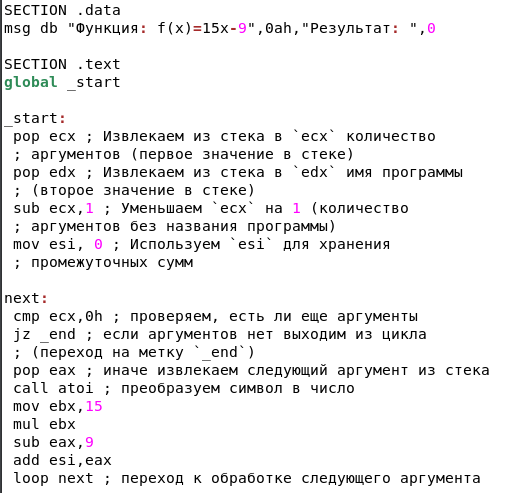 SECTION .data
msg db "Функция: f(x)=15x-9",0ah,"Результат: ",0

SECTION .text
global _start

_start:
pop ecx ; Извлекаем из стека в `ecx` количество
; аргументов (первое значение в стеке)
pop edx ; Извлекаем из стека в `edx` имя программы
; (второе значение в стеке)
sub ecx,1 ; Уменьшаем `ecx` на 1 (количество
; аргументов без названия программы)
mov esi, 0 ; Используем `esi` для хранения
; промежуточных сумм

next:
cmp ecx,0h ; проверяем, есть ли еще аргументы
jz _end ; если аргументов нет выходим из цикла
; (переход на метку `_end`)
pop eax ; иначе извлекаем следующий аргумент из стека
call atoi ; преобразуем символ в число
mov ebx,15
mul ebx
sub eax,9
add esi,eax
loop next ; переход к обработке следующего аргумента